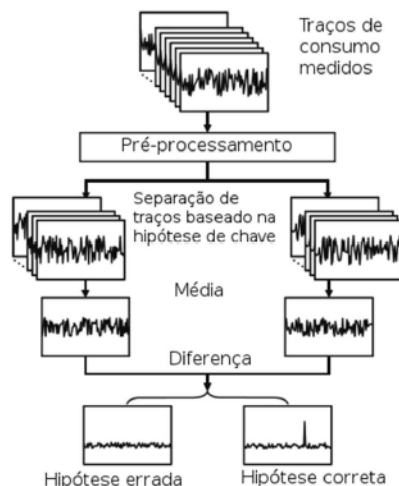 Traços de
consumo
medidos
Pré-processamento
Separação de
traços baseado na
hipótese de chave
Média
Diferença
Hipótese errada
Hipótese correta